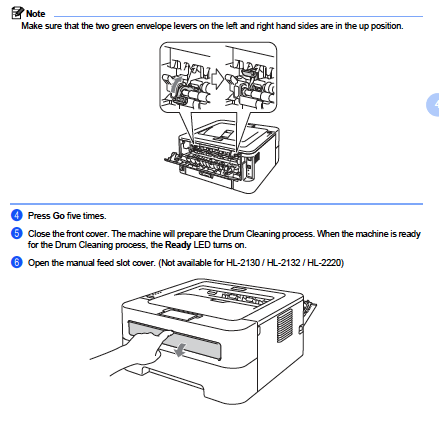 Note
Make sure that the two green envelope levers on the left and right hand sides are in the up position.
4
4 Press Go five times.
5 Close the front cover. The machine will prepare the Drum Cleaning process. When the machine is ready
for the Drum Cleaning process, the Ready LED turns on.
6 Open the manual feed slot cover. (Not available for HL-2130 / HL-2132 / HL-2220)